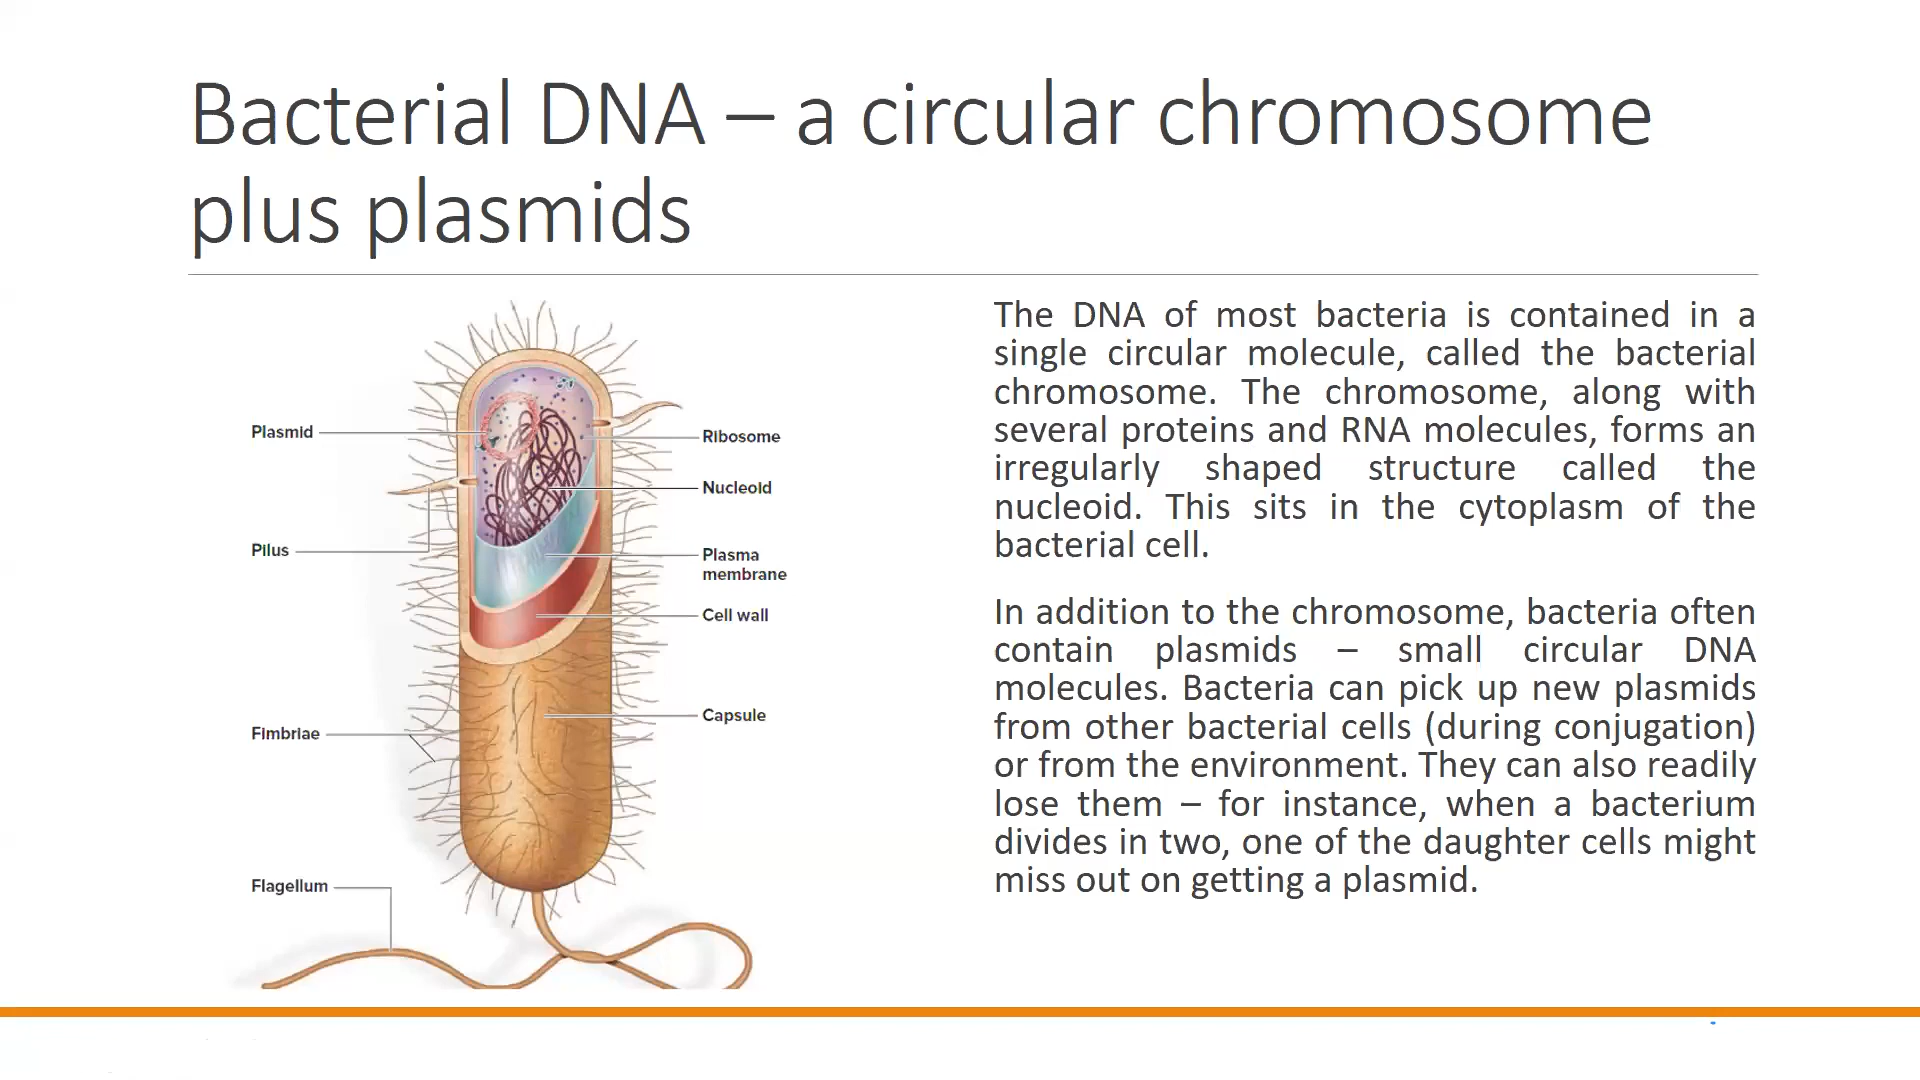 Bacterial DNA – a circular chromosome
plus plasmids
Plasmid
Pilus
Fimbriae
Flagellum
Ribosome
Nucleoid
Plasma
membrane
Cell wall
Capsule
The DNA of most bacteria is contained in a
single circular molecule, called the bacterial
chromosome. The chromosome, along with
several proteins and RNA molecules, forms an
irregularly shaped structure called the
nucleoid. This sits in the cytoplasm of the
bacterial cell.
In addition to the chromosome, bacteria often
contain plasmids – small circular DNA
molecules. Bacteria can pick up new plasmids
from other bacterial cells (during conjugation)
or from the environment. They can also readily
lose them – for instance, when a bacterium
divides in two, one of the daughter cells might
miss out on getting a plasmid.